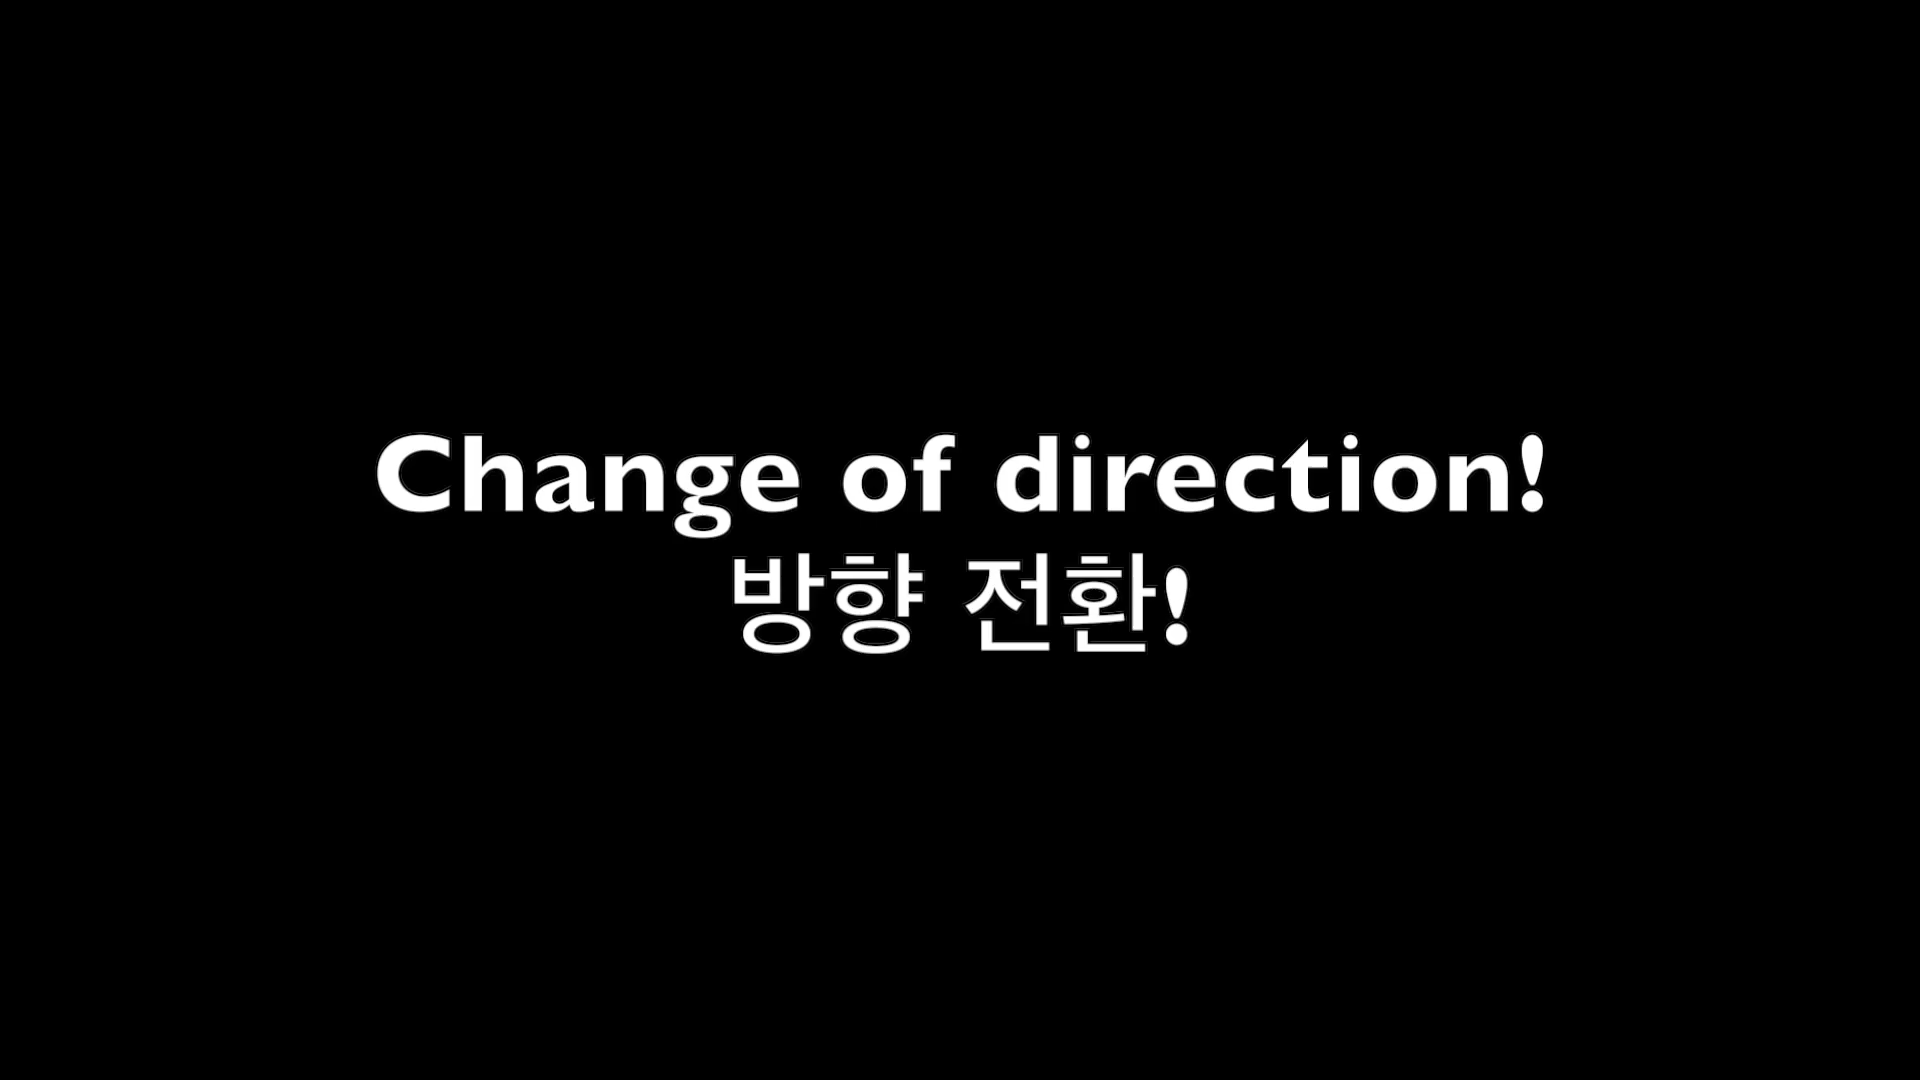 Change of direction!
방향 전환!